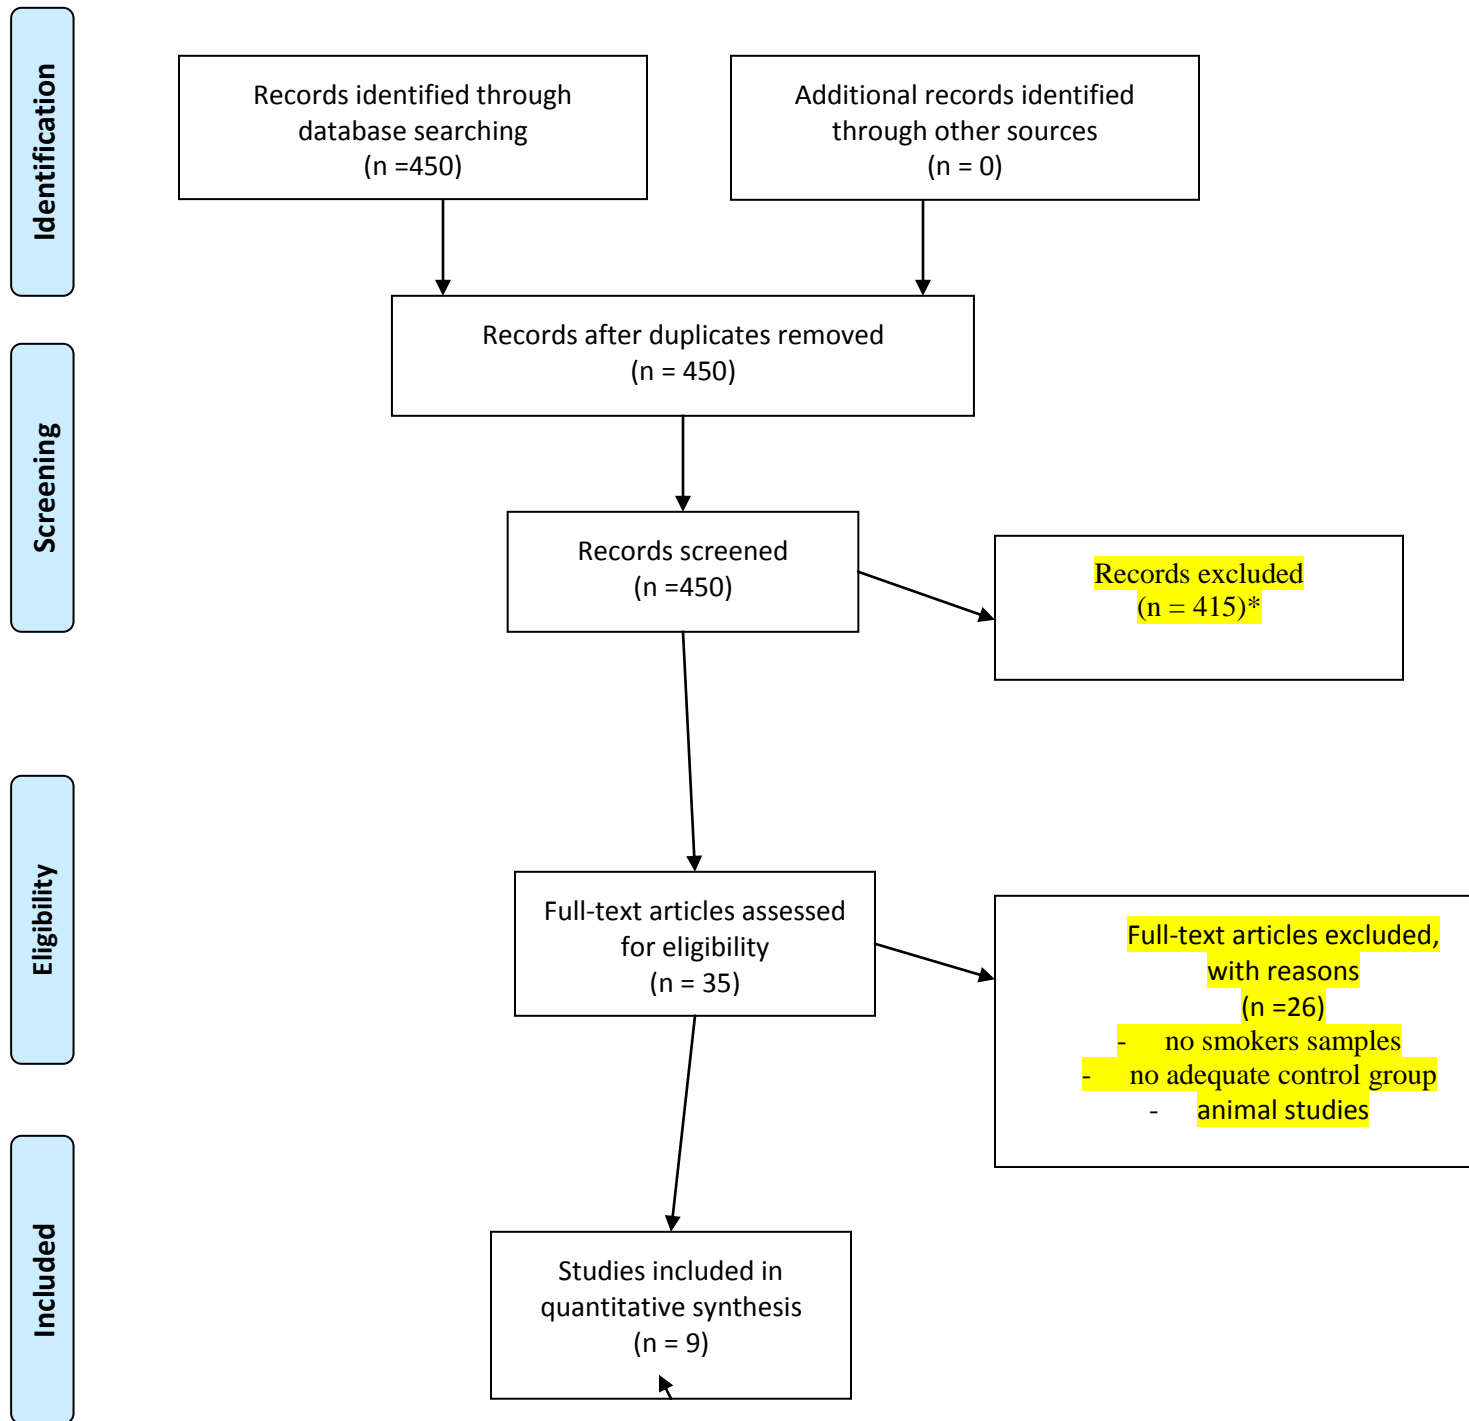 Identification
Records identified through
database searching
(n =450)
Additional records identified
through other sources
(n = 0)
Records after duplicates removed
(n = 450)
Screening
Records screened
(n =450)
Records excluded
(n = 415)*
Eligibility
Full-text articles assessed
for eligibility
(n = 35)
Full-text articles excluded,
with reasons
(n =26)
- no smokers samples
- no adequate control group
- animal studies
Included
Studies included in
quantitative synthesis
(n = 9)